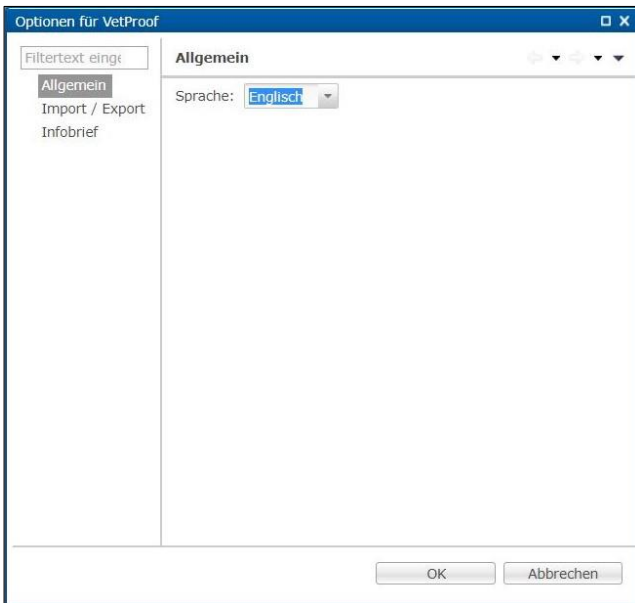 Optionen für VetProof
Filtertext einge
Allgemein
Import / Export
Infobrief
Allgemein
Sprache: Englisch
OK
Abbrechen